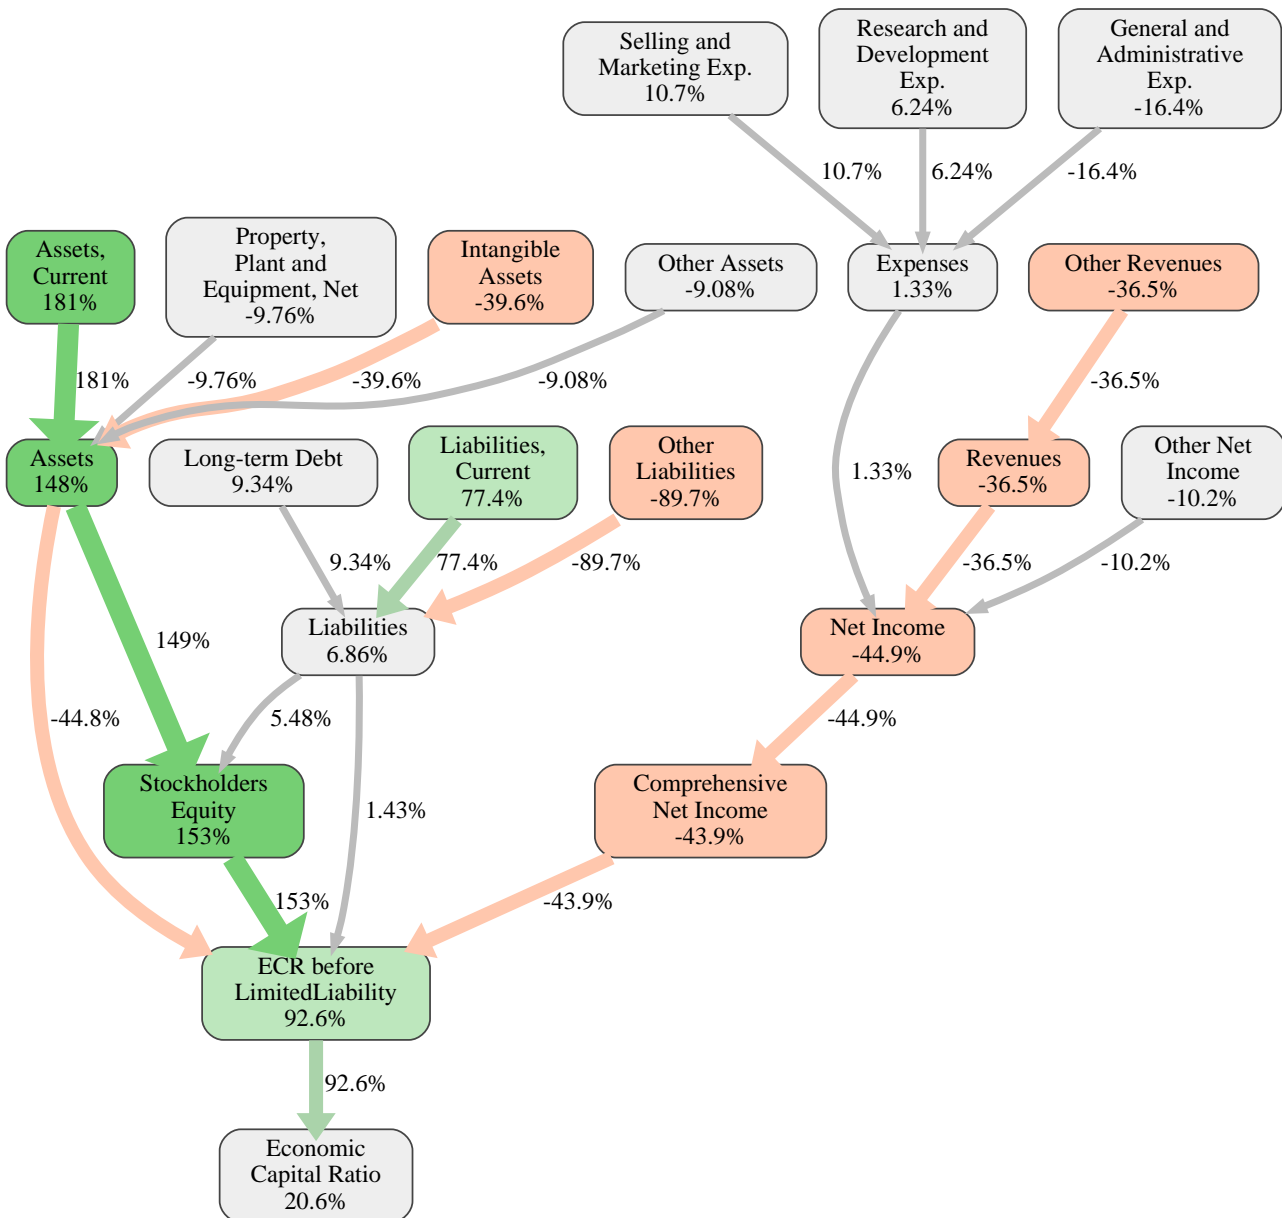 Selling and
Marketing Exp.
10.7%
Research and
Development
Exp.
6.24%
General and
Administrative
Exp.
-16.4%
10.7%
6.24%
-16.4%
Assets,
Current
181%
Property,
Plant and
Equipment, Net
-9.76%
Intangible
Assets
-39.6%
Other Assets
-9.08%
Expenses
1.33%
Other Revenues
-36.5%
181%
-9.76%
-39.6%
-9.08%
-36.5%
Assets
148%
Long-term Debt
9.34%
Liabilities,
Current
77.4%
Other
Liabilities
-89.7%
1.33%
Revenues
-36.5%
Other Net
Income
-10.2%
9.34%
77.4%
-89.7%
-36.5%
-10.2%
149%
Liabilities
6.86%
Net Income
-44.9%
-44.8%
5.48%
-44.9%
Stockholders
Equity
153%
1.43%
Comprehensive
Net Income
-43.9%
153%
-43.9%
ECR before
LimitedLiability
92.6%
92.6%
Economic
Capital Ratio
20.6%